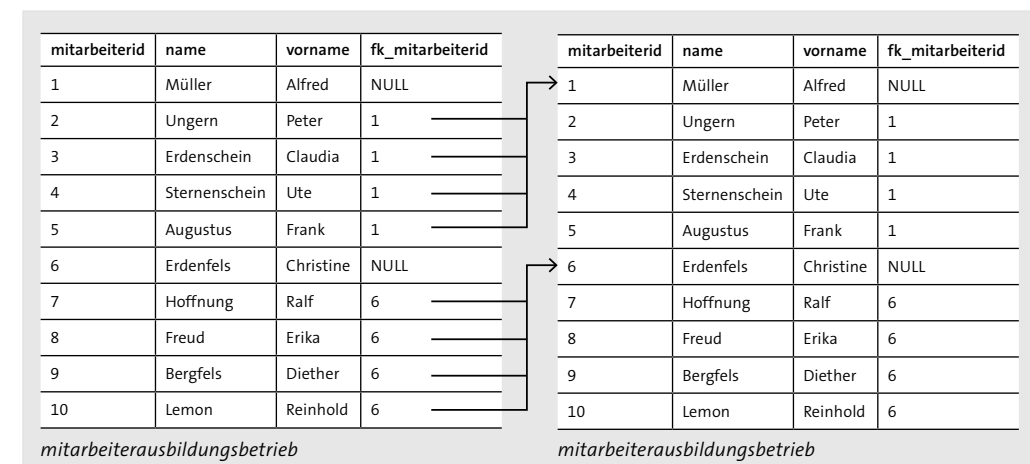 mitarbeiterid name vorname fk_mitarbeiterid
1 Müller Alfred NULL
2 Ungern Peter 1
3 Erdenschein Claudia 1
4 Sternenschein Ute 1
5 Augustus Frank 1
6 Erdenfels Christine NULL
7 Hoffnung Ralf 6
8 Freud Erika 6
9 Bergfels Diether 6
10 Lemon Reinhold 6
mitarbeiterausbildungsbetrieb
mitarbeiterid name vorname fk_mitarbeiterid
1 Müller Alfred NULL
2 Ungern Peter 1
3 Erdenschein Claudia 1
4 Sternenschein Ute 1
5 Augustus Frank 1
6 Erdenfels Christine NULL
7 Hoffnung Ralf 6
8 Freud Erika 6
9 Bergfels Diether 6
10 Lemon Reinhold 6
mitarbeiterausbildungsbetrieb